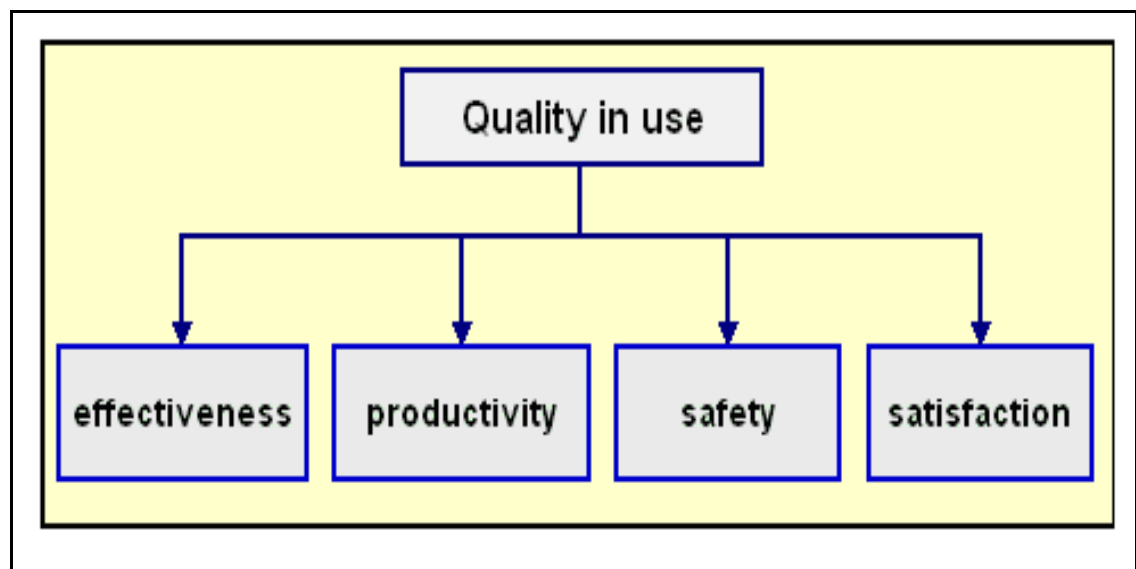 Quality in use
effectiveness
productivity
safety
satisfaction